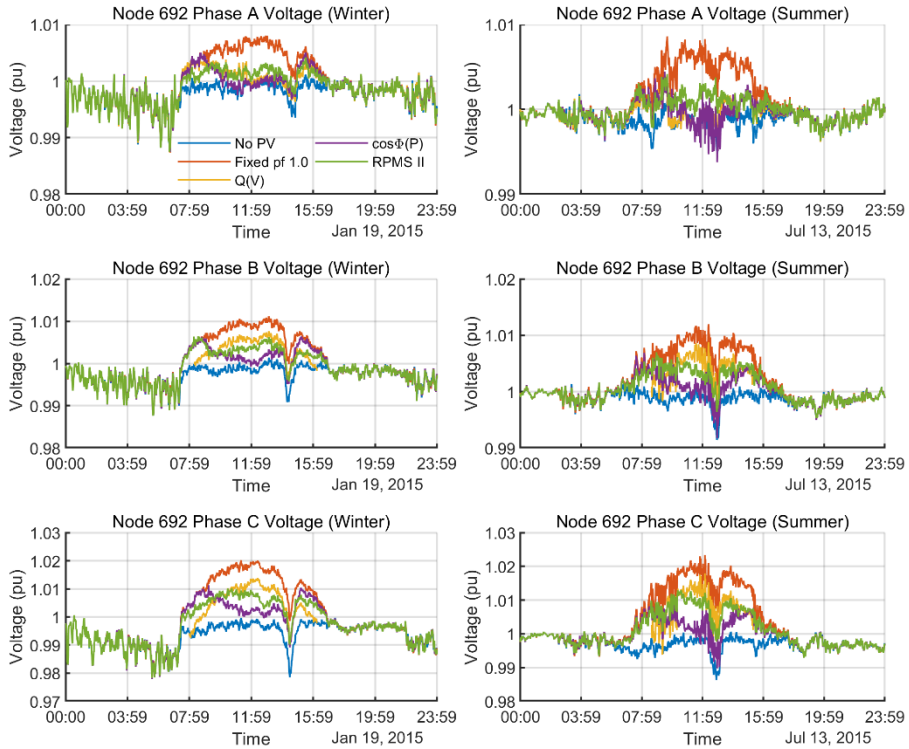 Node 692 Phase A Voltage (Winter)
Voltage (pu)
1.01
1
0.99
0.98
No PV
Fixed pf 1.0
Q(V)
cosΦ(P)
RPMS II
00:00 03:59 07:59 11:59 15:59 19:59 23:59
Time
Jan 19, 2015
Node 692 Phase A Voltage (Summer)
Voltage (pu)
1.01
1
0.99
00:00 03:59 07:59 11:59 15:59 19:59 23:59
Time
Jul 13, 2015
Node 692 Phase B Voltage (Winter)
Voltage (pu)
1.02
1.01
1
0.99
0.98
00:00 03:59 07:59 11:59 15:59 19:59 23:59
Time
Jan 19, 2015
Node 692 Phase B Voltage (Summer)
Voltage (pu)
1.02
1.01
1
0.99
00:00 03:59 07:59 11:59 15:59 19:59 23:59
Time
Jul 13, 2015
Node 692 Phase C Voltage (Winter)
Voltage (pu)
1.03
1.02
1.01
1
0.99
0.98
0.97
00:00 03:59 07:59 11:59 15:59 19:59 23:59
Time
Jan 19, 2015
Node 692 Phase C Voltage (Summer)
Voltage (pu)
1.03
1.02
1.01
1
0.99
0.98
00:00 03:59 07:59 11:59 15:59 19:59 23:59
Time
Jul 13, 2015